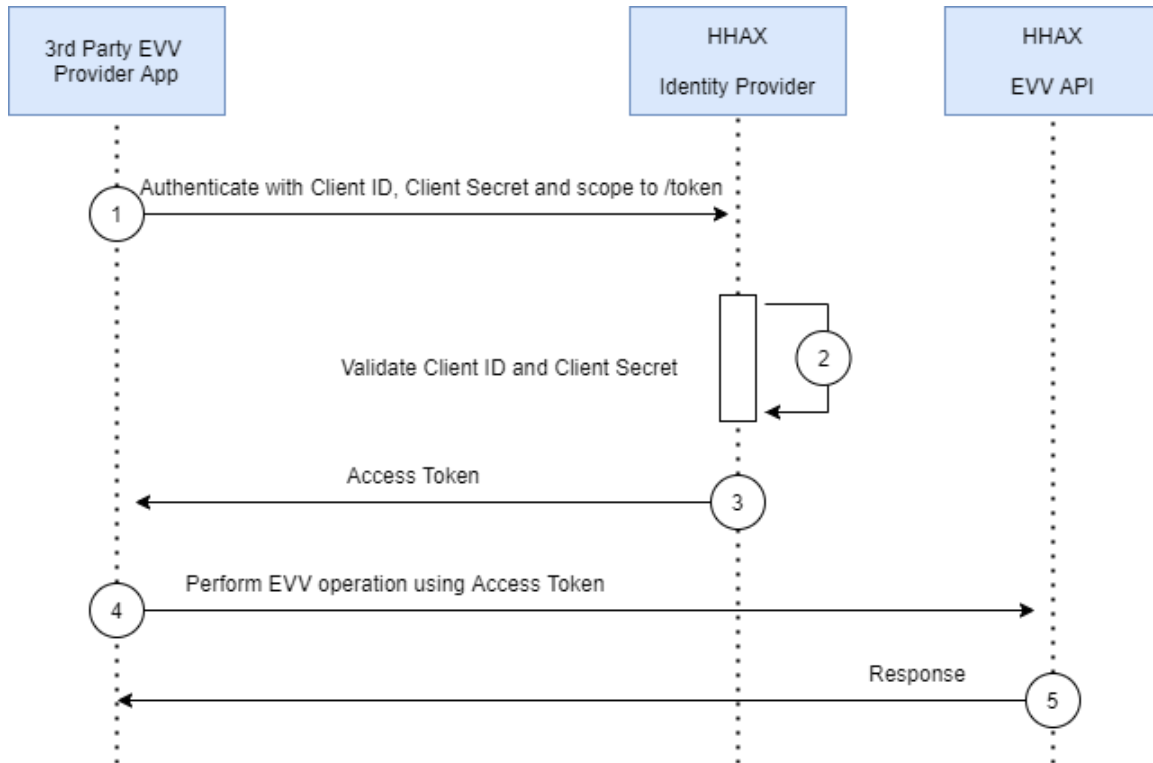 3rd Party EVV
Provider App
HHAX
Identity Provider
HHAX
EVV API
Authenticate with Client ID, Client Secret and scope to /token
1
2
Validate Client ID and Client Secret
Access Token
3
Perform EVV operation using Access Token
4
Response
5